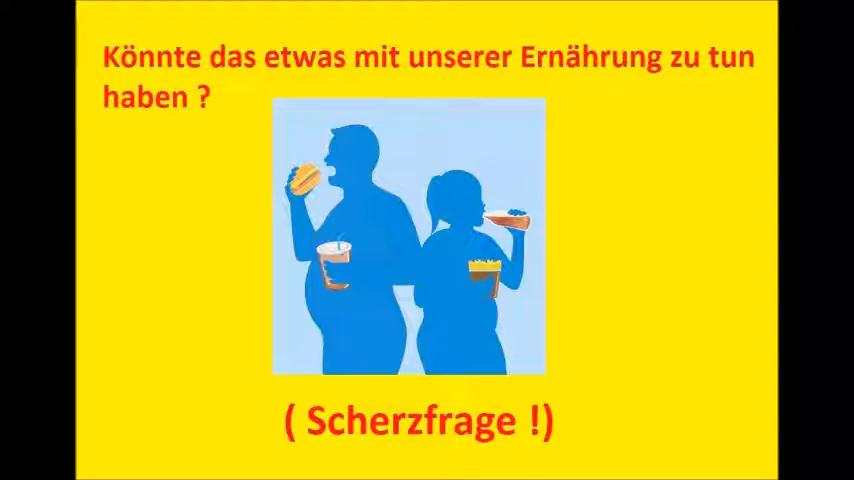 Könnte das etwas mit unserer Ernährung zu tun
haben ?
( Scherzfrage !)